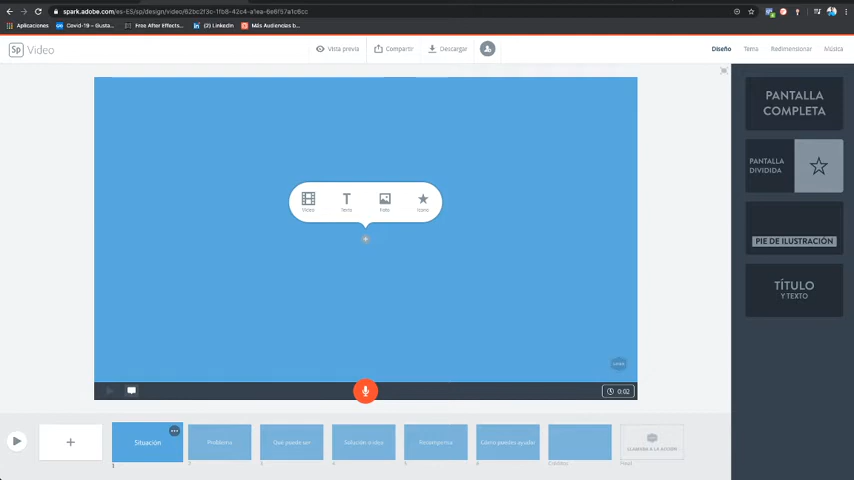 spark.adobe.com/es-ES/sp/design/video/62bc2f3c-1fb8-42c4-a1ea-6e6f57a1c6cc
Aplicaciones
Covid-19 – Gusta...
Free After Effects...
LinkedIn
Más Audiencias b...
Sp Video
Vista previa
Compartir
Descargar
Diseño
Tema
Redimensionar
Música
PANTALLA
COMPLETA
PANTALLA
DIVIDIDA
PIE DE ILUSTRACIÓN
TÍTULO
Y TEXTO
Video
Texto
Foto
Icono
0:02
Situación
Problema
Qué puede ser
Solución o idea
Recompensa
Cómo puedes ayudar
LLAMADA A LA ACCIÓN
1
2
3
4
5
6
Créditos
Final